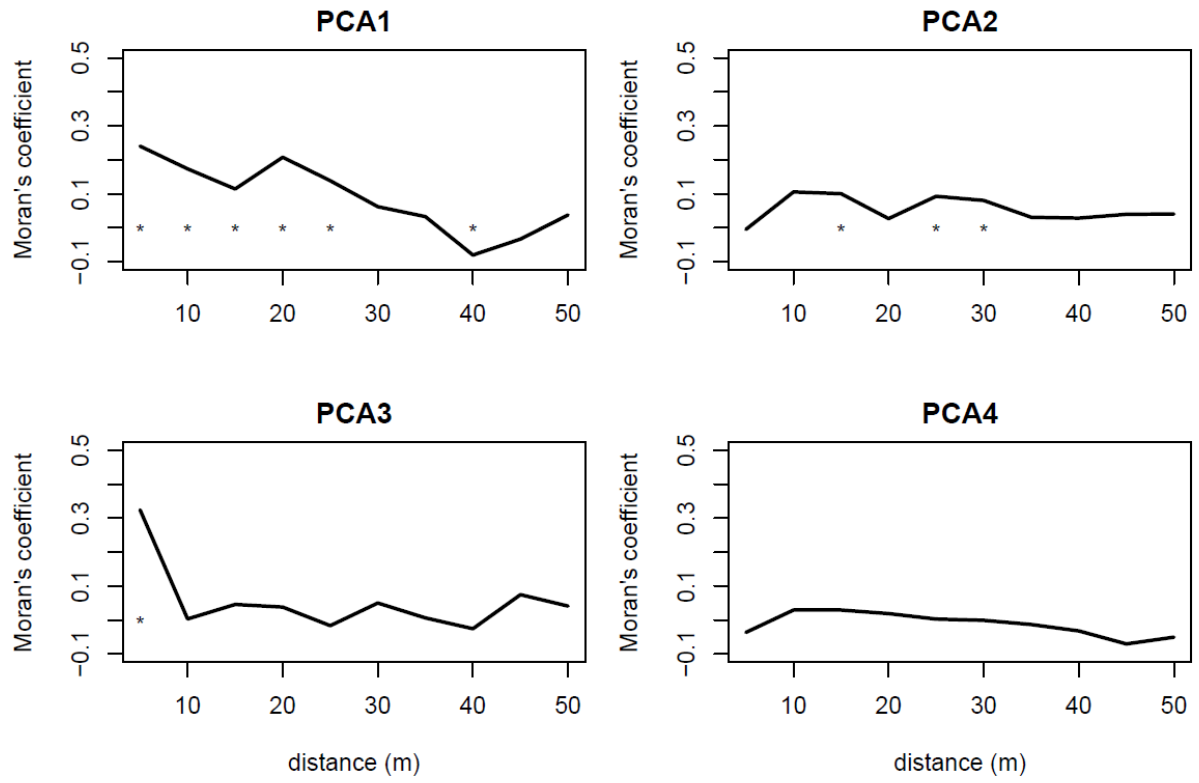 PCA1
Moran's coefficient
0.5
0.3
0.1
−0.1
* * * * * *
10 20 30 40 50
PCA2
Moran's coefficient
0.5
0.3
0.1
−0.1
* * *
10 20 30 40 50
PCA3
Moran's coefficient
0.5
0.3
0.1
−0.1
*
10 20 30 40 50
distance (m)
PCA4
Moran's coefficient
0.5
0.3
0.1
−0.1
10 20 30 40 50
distance (m)